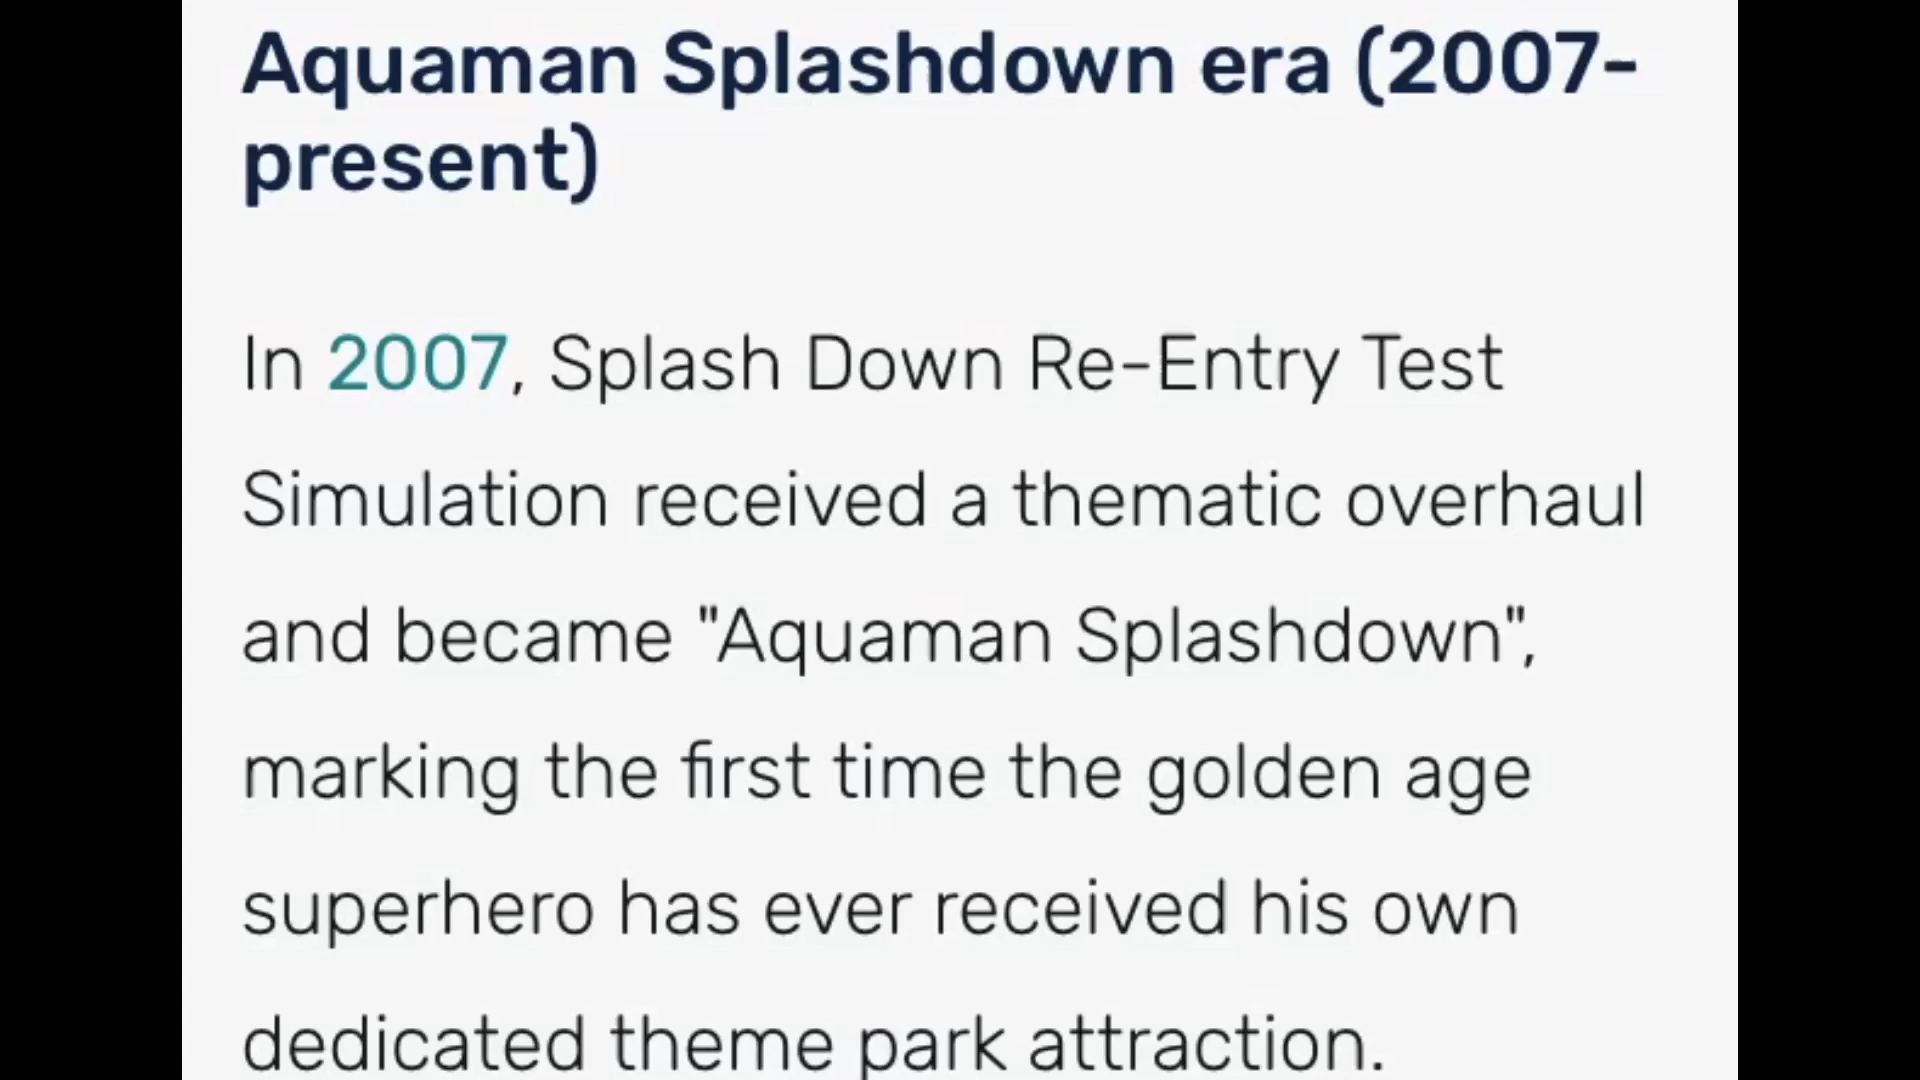 Aquaman Splashdown era (2007-
present)
In 2007, Splash Down Re-Entry Test
Simulation received a thematic overhaul
and became "Aquaman Splashdown",
marking the first time the golden age
superhero has ever received his own
dedicated theme park attraction.